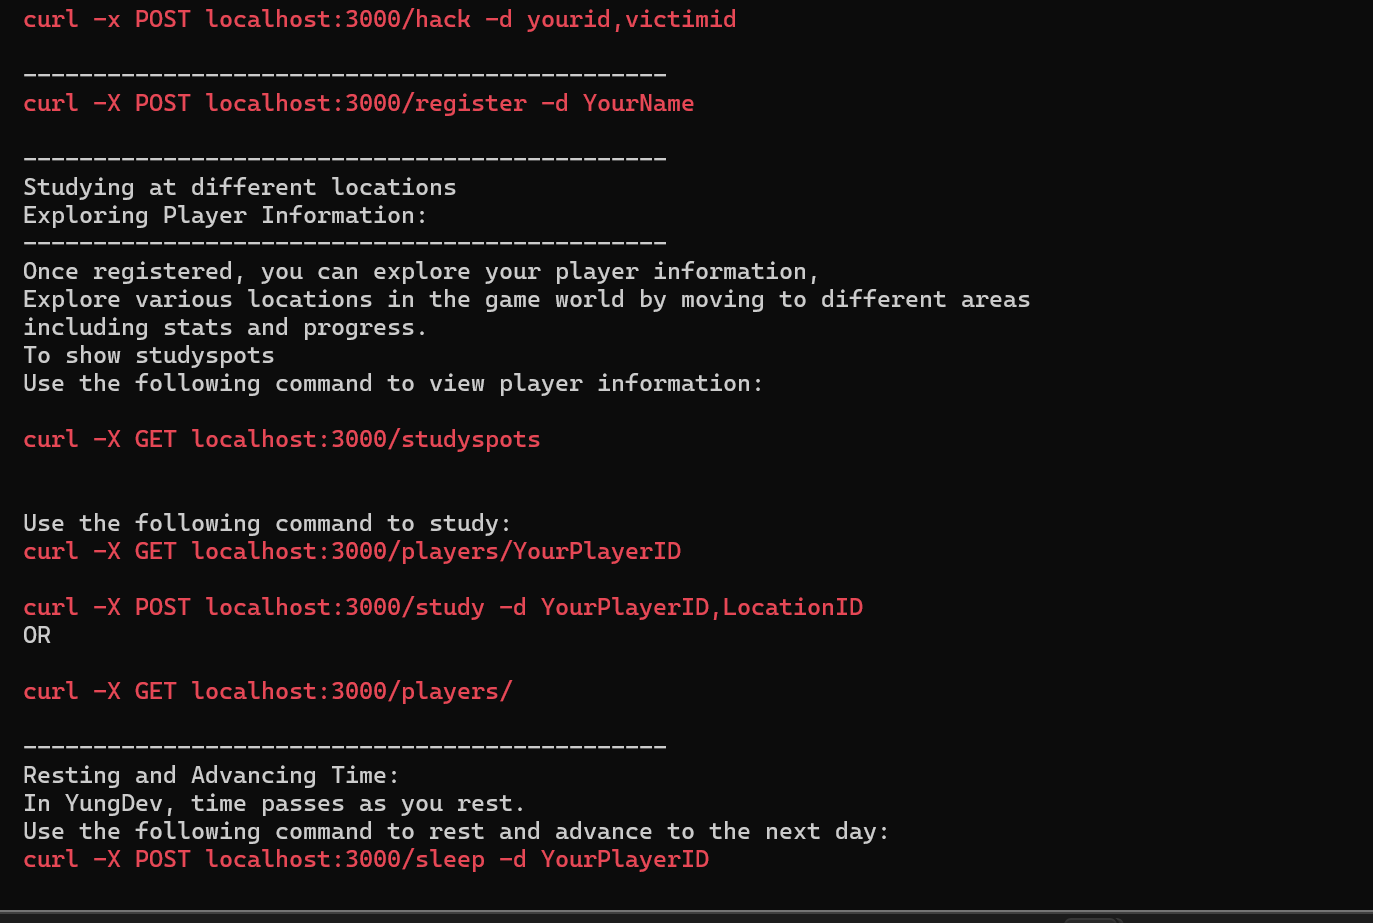 curl -x POST localhost:3000/hack -d yourid,victimid
----------------------------------------------
curl -X POST localhost:3000/register -d YourName
----------------------------------------------
Studying at different locations
Exploring Player Information:
----------------------------------------------
Once registered, you can explore your player information,
Explore various locations in the game world by moving to different areas
including stats and progress.
To show studyspots
Use the following command to view player information:
curl -X GET localhost:3000/studyspots
Use the following command to study:
curl -X GET localhost:3000/players/YourPlayerID
curl -X POST localhost:3000/study -d YourPlayerID,LocationID
OR
curl -X GET localhost:3000/players/
----------------------------------------------
Resting and Advancing Time:
In YungDev, time passes as you rest.
Use the following command to rest and advance to the next day:
curl -X POST localhost:3000/sleep -d YourPlayerID